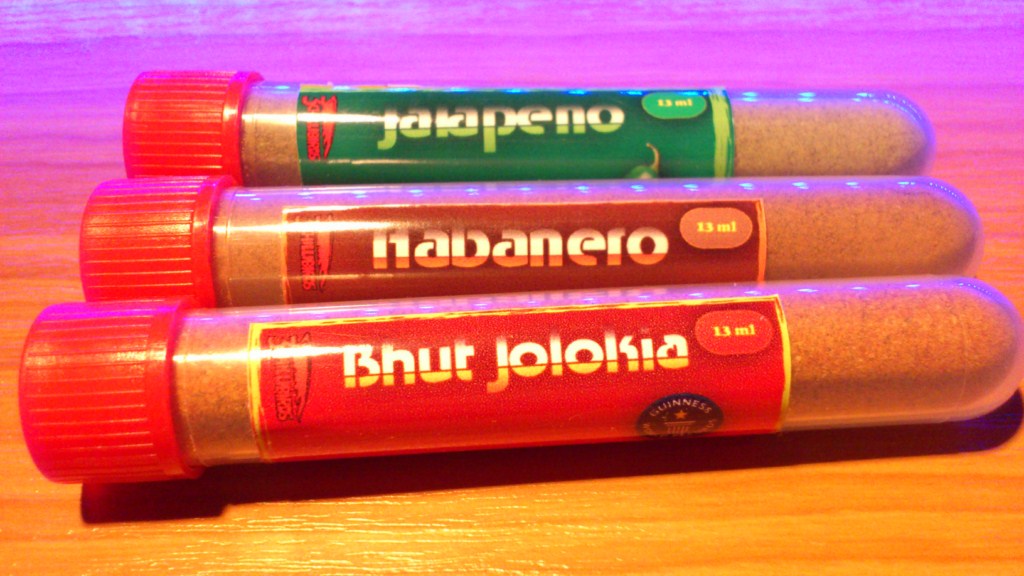 Jalapeno
13 ml
Habanero
13 ml
Bhut Jolokia
13 ml
GUINNESS